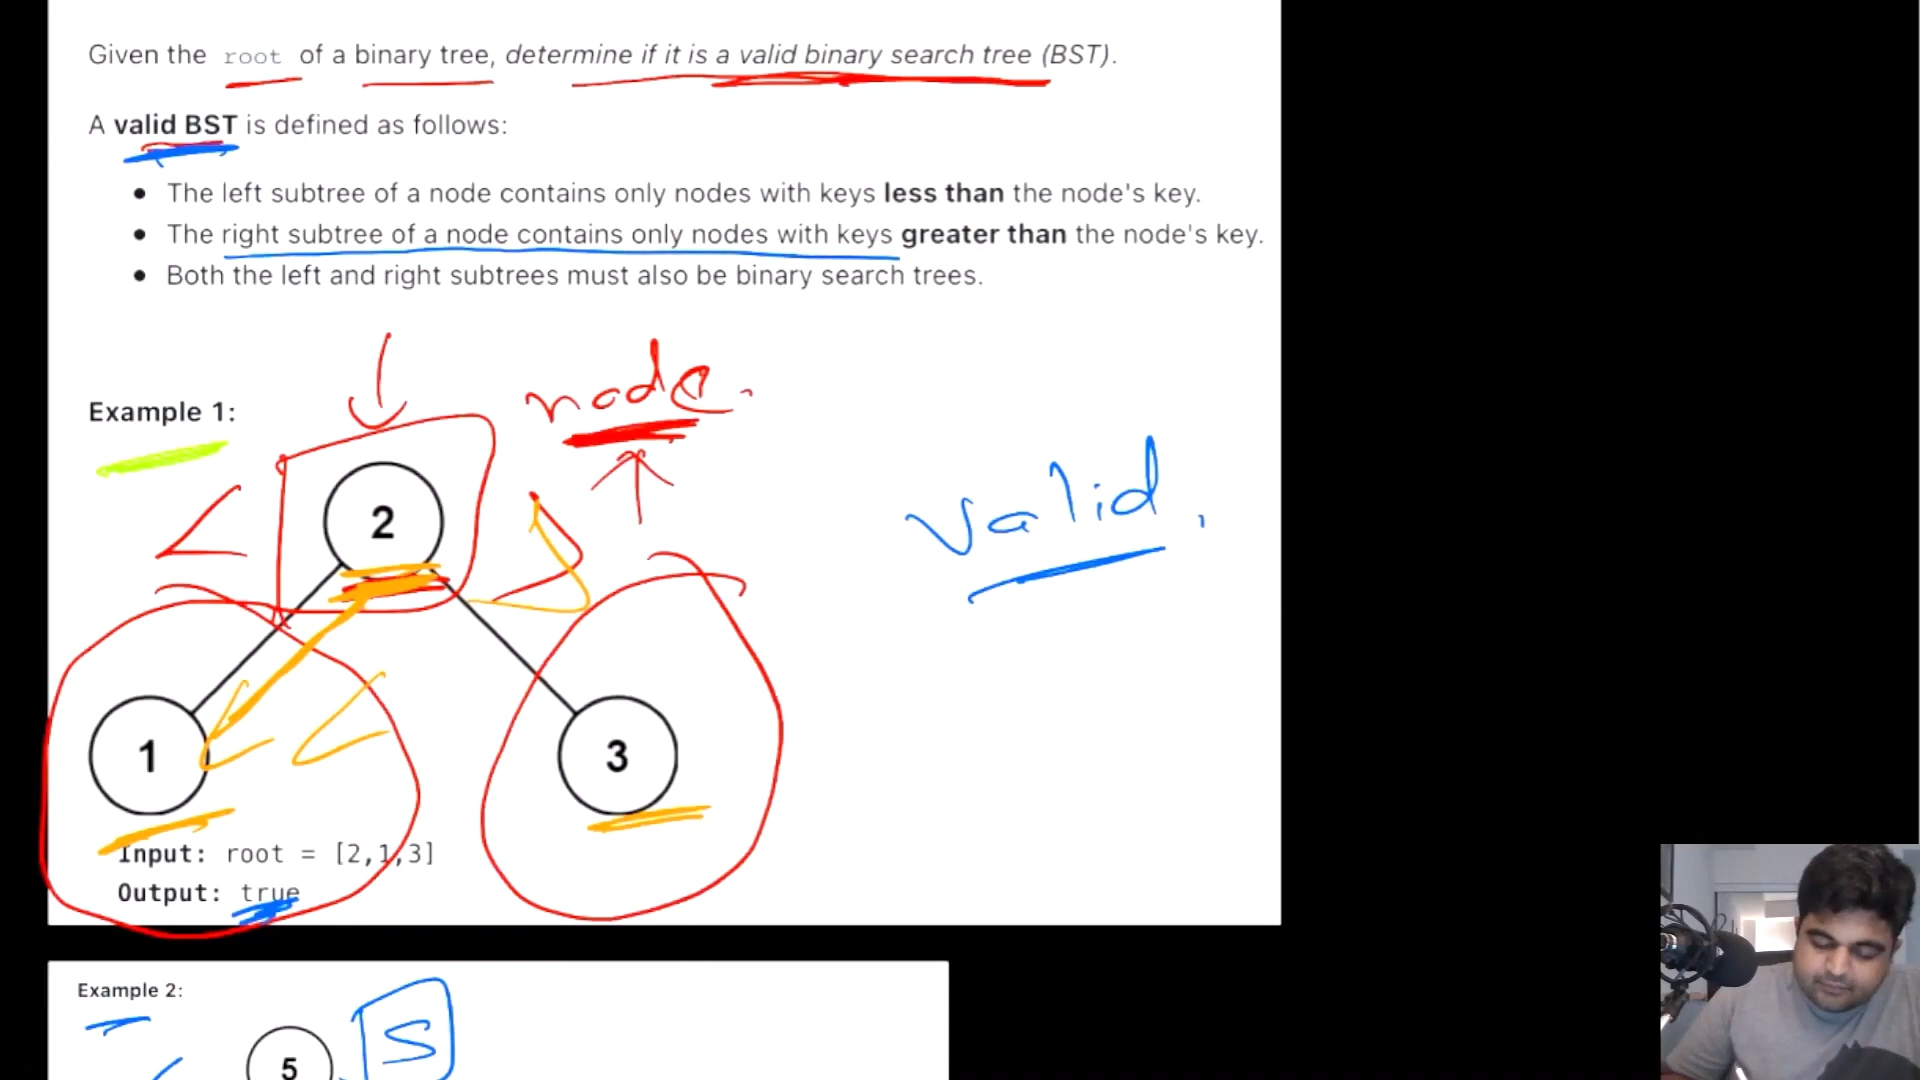 Given the root of a binary tree, determine if it is a valid binary search tree (BST).
A valid BST is defined as follows:
• The left subtree of a node contains only nodes with keys less than the node's key.
• The right subtree of a node contains only nodes with keys greater than the node's key.
• Both the left and right subtrees must also be binary search trees.
node.
Example 1:
2
valid.
1
3
Input: root = [2,1,3]
Output: true
Example 2:
5